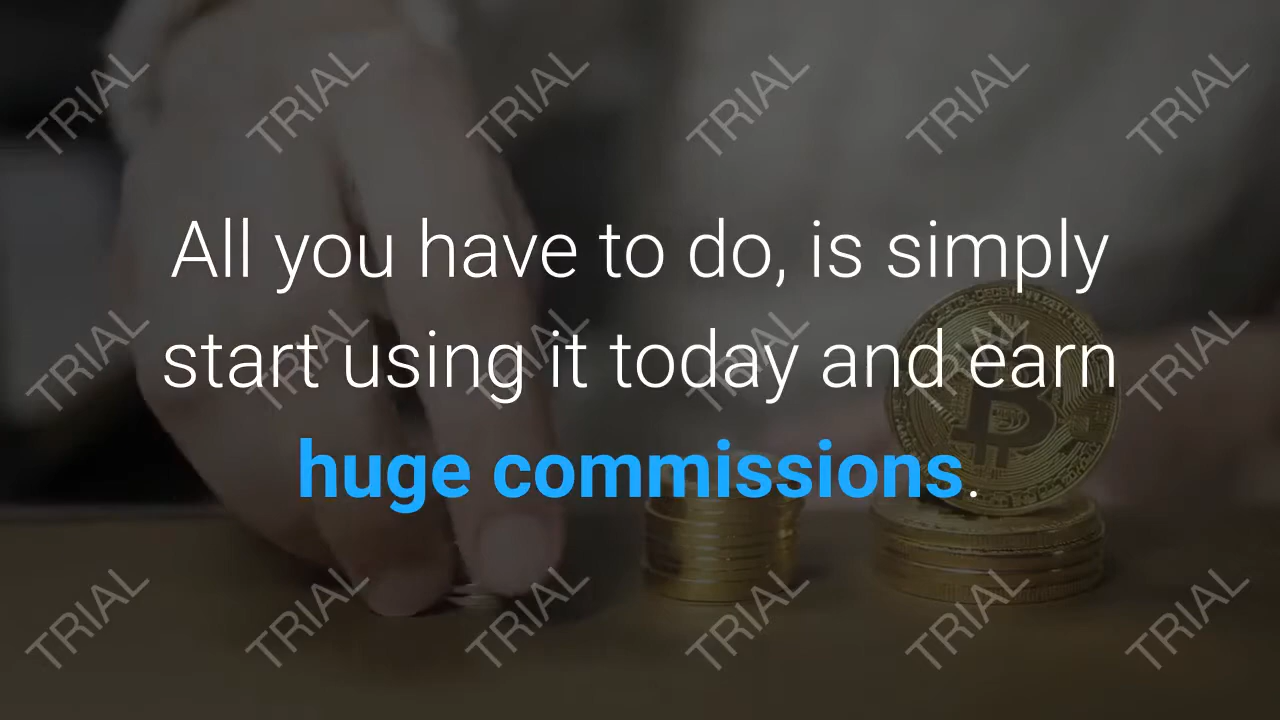 TRIAL TRIAL TRIAL TRIAL TRIAL TRIAL
All you have to do, is simply
start using it today and earn
TRIAL TRIAL TRIAL TRIAL TRIAL TRIAL
huge commissions.
TRIAL TRIAL TRIAL TRIAL TRIAL TRIAL